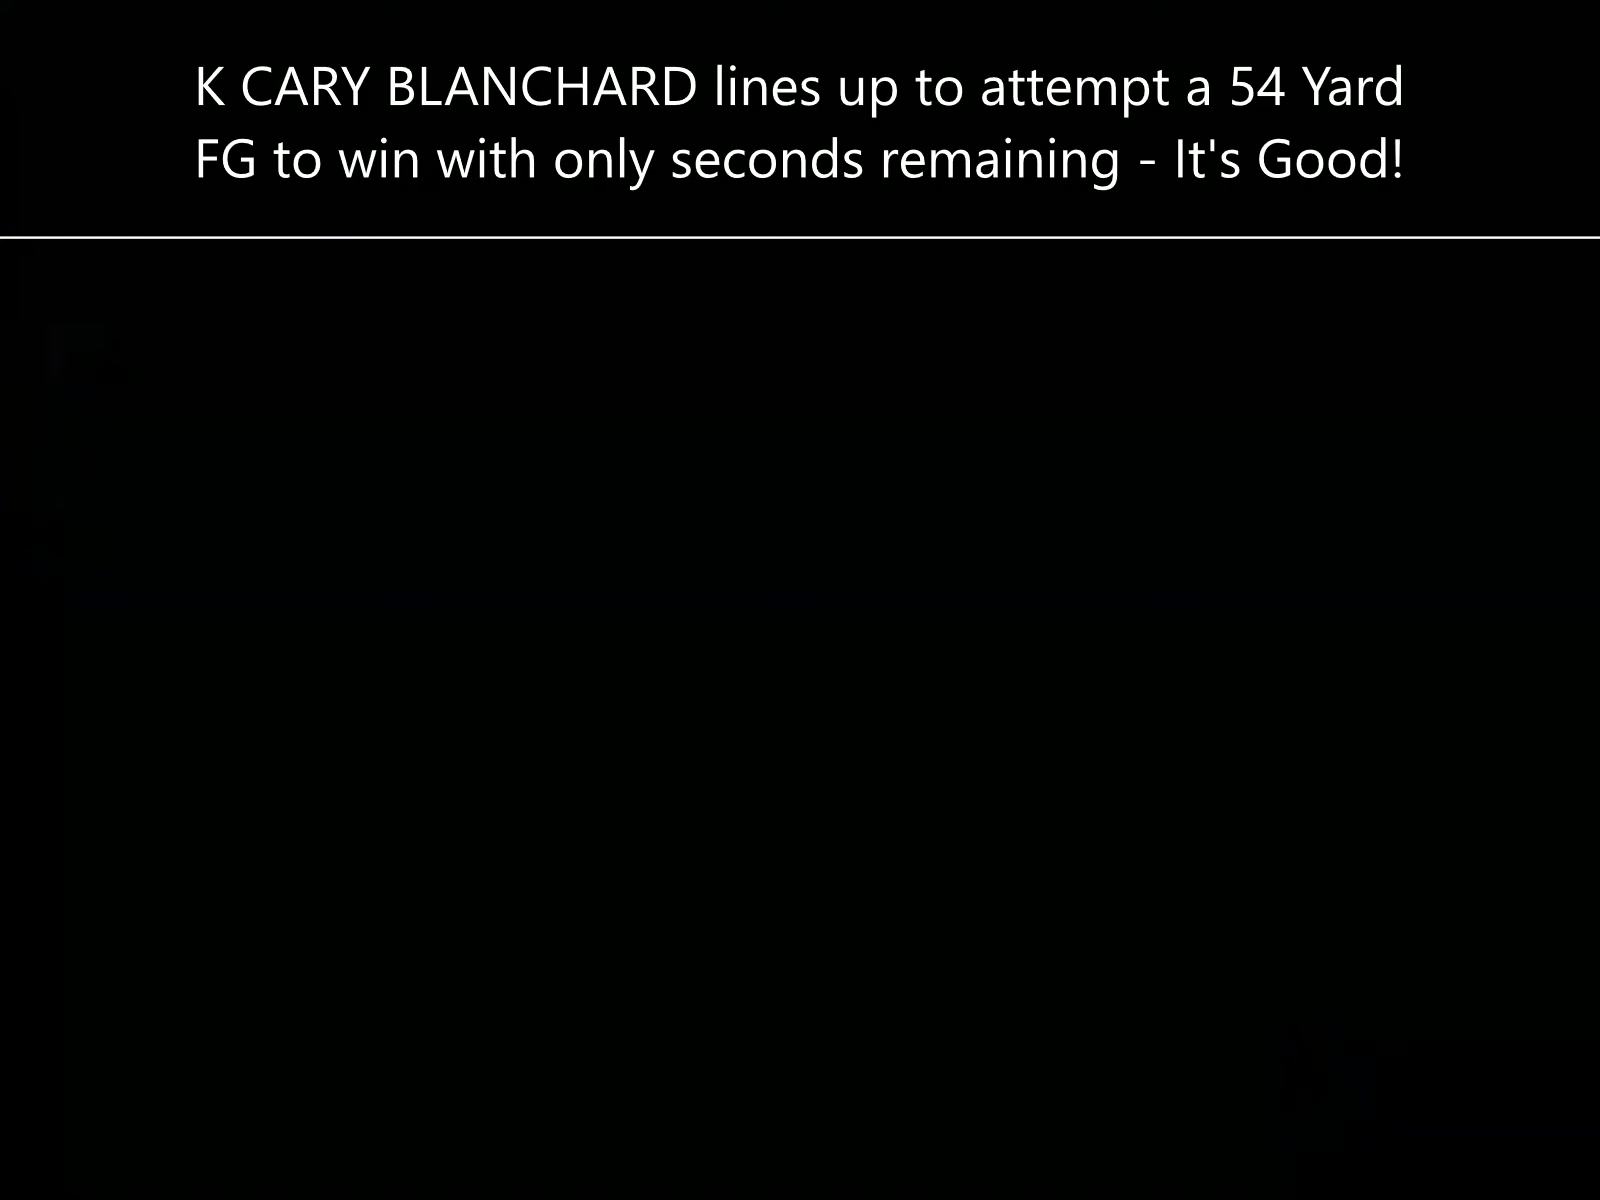 K CARY BLANCHARD lines up to attempt a 54 Yard
FG to win with only seconds remaining - It's Good!